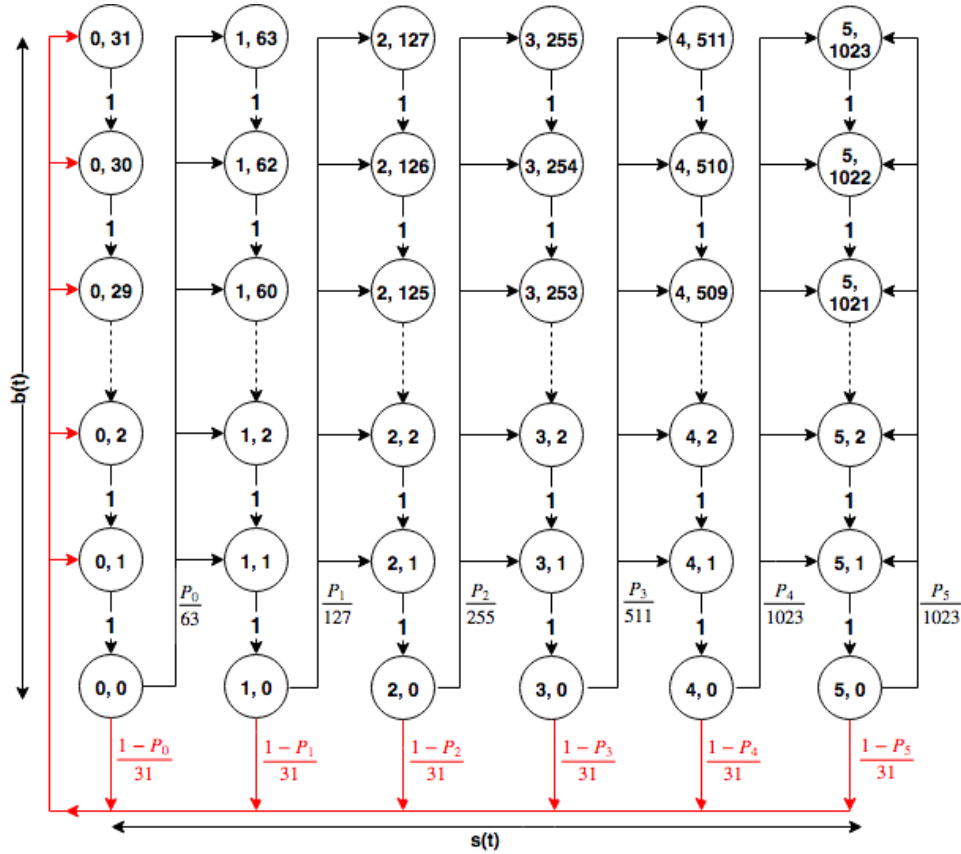 0, 31 1, 63 2, 127 3, 255 4, 511 5,
1023
1 1 1 1 1 1
0, 30 1, 62 2, 126 3, 254 4, 510 5,
1022
1 1 1 1 1 1
0, 29 1, 60 2, 125 3, 253 4, 509 5,
1021
b(t)
0, 2 1, 2 2, 2 3, 2 4, 2 5, 2
1 1 1 1 1 1
0, 1 1, 1 2, 1 3, 1 4, 1 5, 1
P₀ P₁ P₂ P₃ P₄ P₅
63 127 255 511 1023 1023
1 1 1 1 1 1
0, 0 1, 0 2, 0 3, 0 4, 0 5, 0
1 − P₀ 1 − P₁ 1 − P₂ 1 − P₃ 1 − P₄ 1 − P₅
31 31 31 31 31 31
s(t)